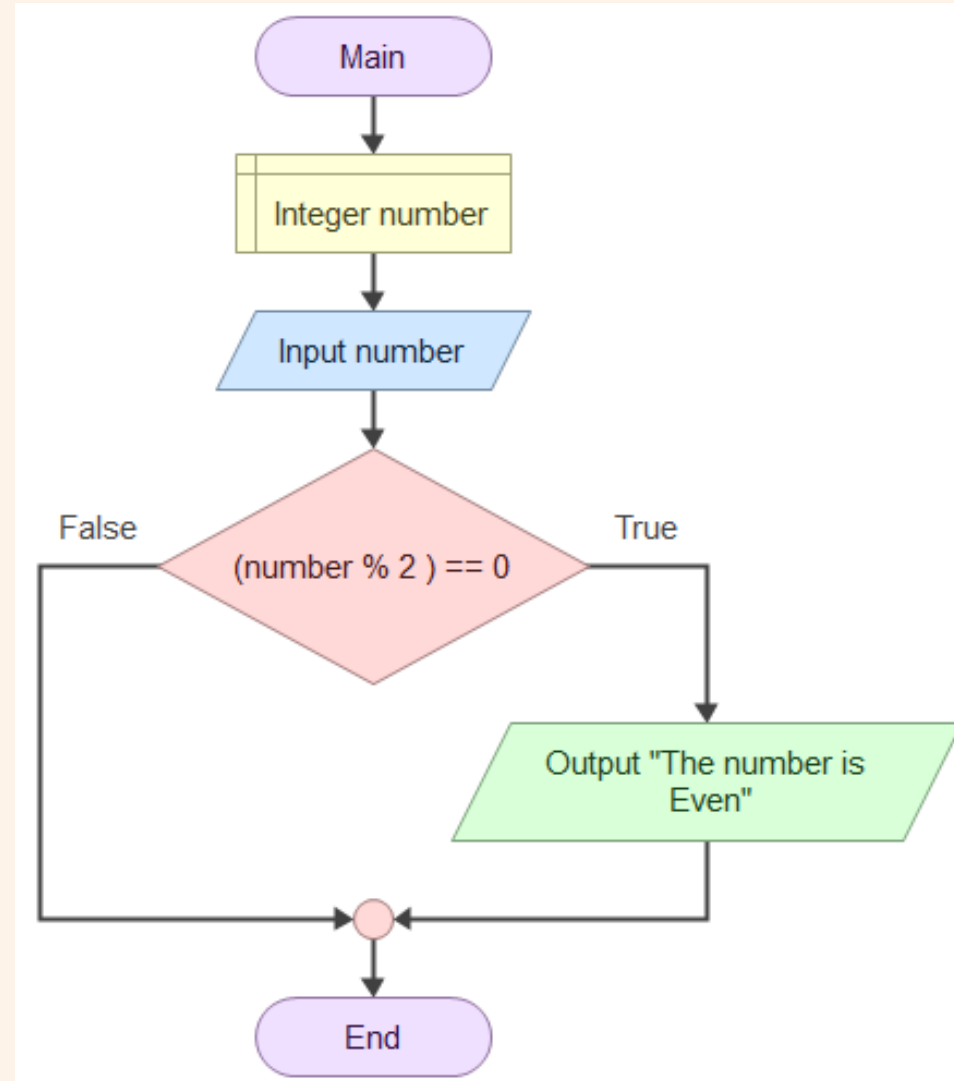 Main
Integer number
Input number
False
True
(number % 2 ) == 0
Output "The number is
Even"
End